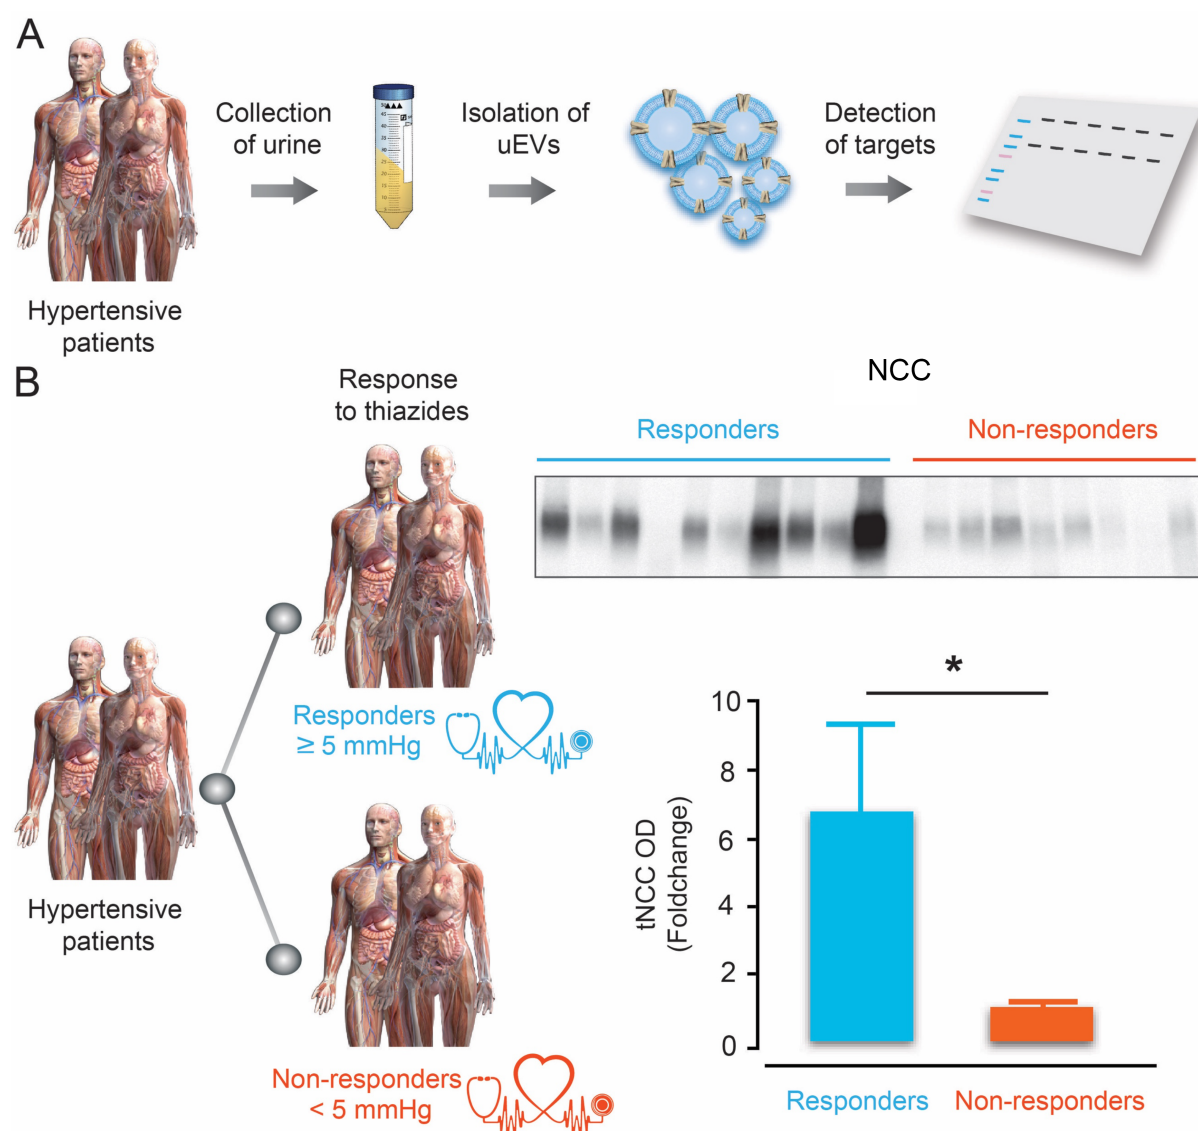 A
Collection
of urine
Isolation of
uEVs
Detection
of targets
Hypertensive
patients
B
Response
to thiazides
NCC
Responders
Non-responders
Responders
≥ 5 mmHg
Hypertensive
patients
Non-responders
< 5 mmHg
*
tNCC OD
(Foldchange)
10
8
6
4
2
0
Responders
Non-responders